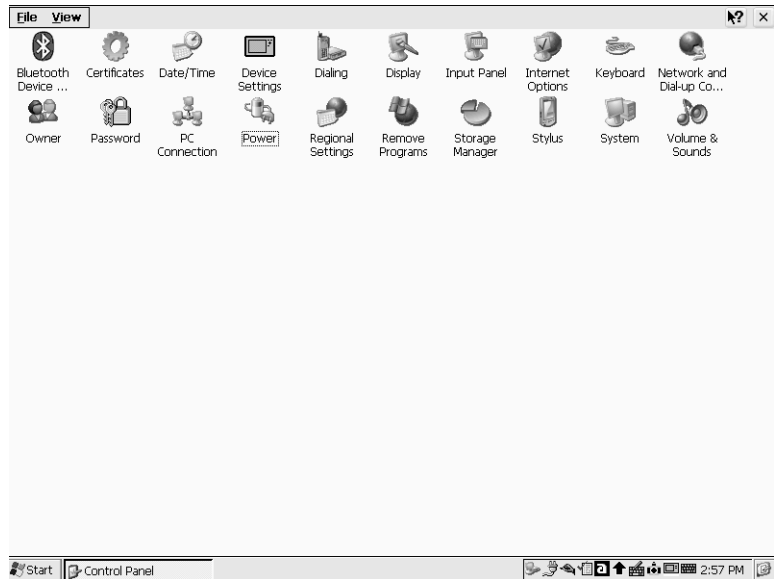 File View
Bluetooth Device ...
Certificates
Date/Time
Device Settings
Dialing
Display
Input Panel
Internet Options
Keyboard
Network and Dial-up Co...
Owner
Password
PC Connection
Power
Regional Settings
Remove Programs
Storage Manager
Stylus
System
Volume & Sounds
Start
Control Panel
2:57 PM